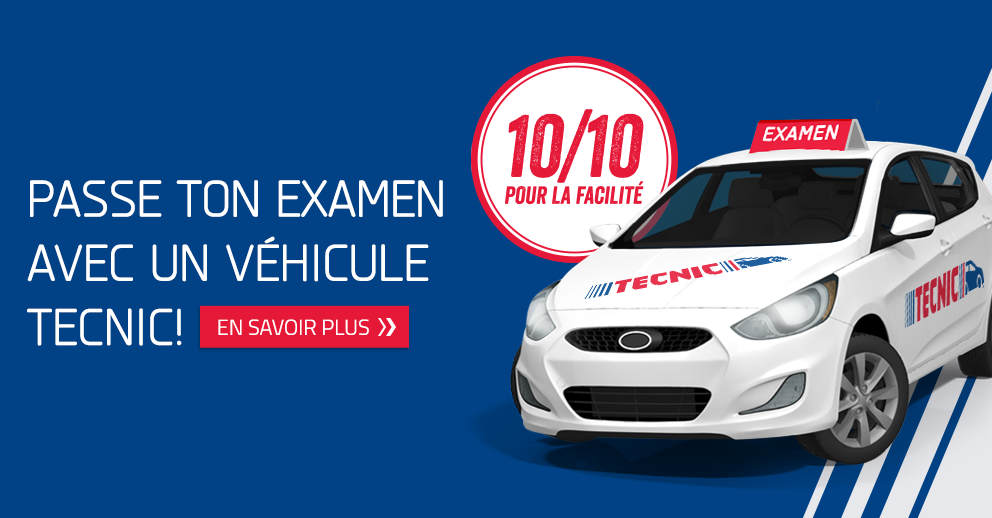 PASSE TON EXAMEN
AVEC UN VÉHICULE
TECNIC!
EN SAVOIR PLUS
10/10
POUR LA FACILITÉ
EXAMEN
TECNIC
TECNIC